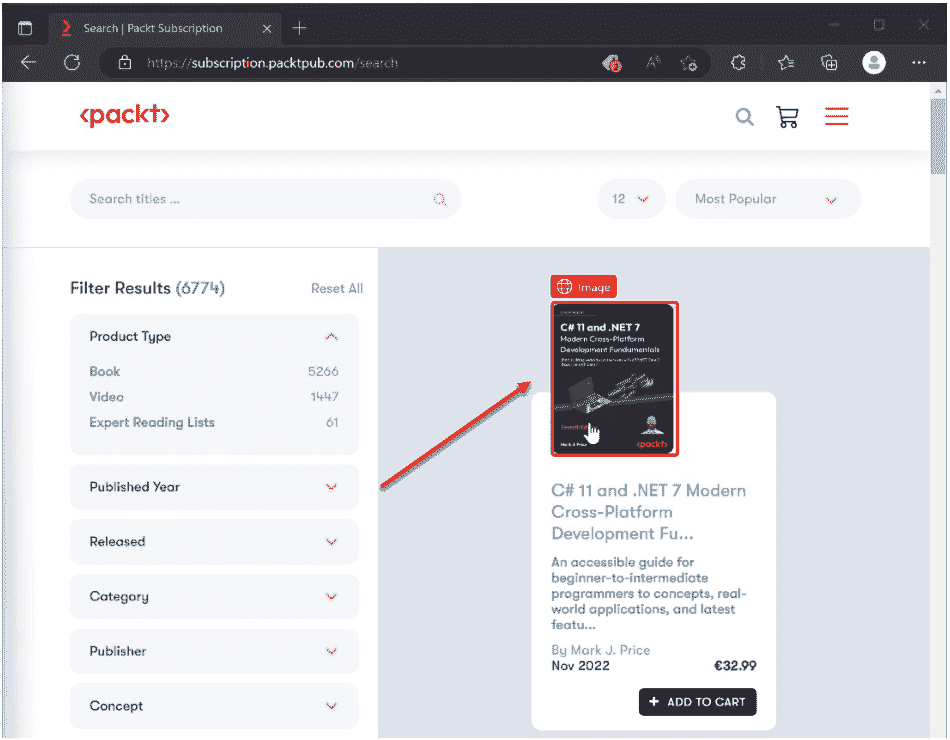 Search | Packt Subscription
https://subscription.packtpub.com/search
<packt>
Search titles ...
12
Most Popular
Filter Results (6774)
Reset All
Product Type
Book 5266
Video 1447
Expert Reading Lists 61
Published Year
Released
Category
Publisher
Concept
Image
C# 11 and .NET 7
Modern Cross-Platform
Development Fundamentals
Mark J. Price
<packt>
C# 11 and .NET 7 Modern
Cross-Platform
Development Fu...
An accessible guide for
beginner-to-intermediate
programmers to concepts, real-
world applications, and latest
featu...
By Mark J. Price
Nov 2022 €32.99
+ ADD TO CART